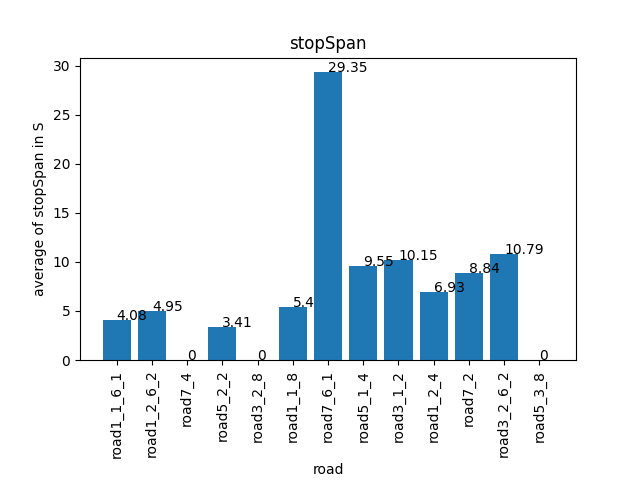 stopSpan
average of stopSpan in S
30
25
20
15
10
5
0
4.08
4.95
0
3.41
0
5.4
29.35
9.55
10.15
6.93
8.84
10.79
0
road1_1_6_1
road1_2_6_2
road7_4
road5_2_2
road3_2_8
road1_1_8
road7_6_1
road5_1_4
road3_1_2
road1_2_4
road7_2
road3_2_6_2
road5_3_8
road